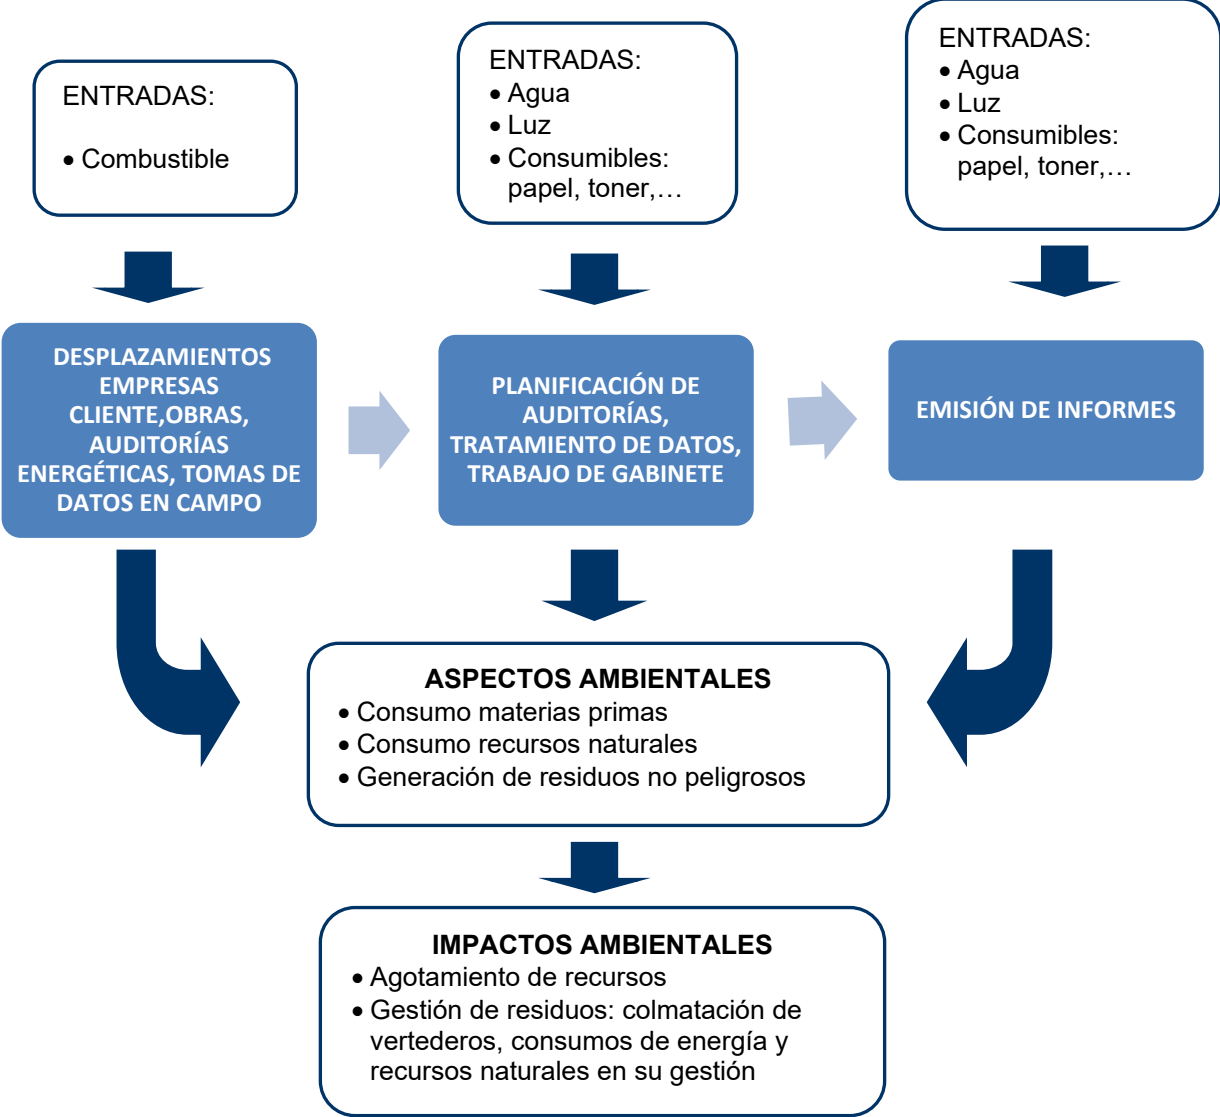 ENTRADAS:
• Combustible
ENTRADAS:
• Agua
• Luz
• Consumibles:
papel, toner,…
ENTRADAS:
• Agua
• Luz
• Consumibles:
papel, toner,…
DESPLAZAMIENTOS
EMPRESAS
CLIENTE,OBRAS,
AUDITORÍAS
ENERGÉTICAS, TOMAS DE
DATOS EN CAMPO
PLANIFICACIÓN DE
AUDITORÍAS,
TRATAMIENTO DE DATOS,
TRABAJO DE GABINETE
EMISIÓN DE INFORMES
ASPECTOS AMBIENTALES
• Consumo materias primas
• Consumo recursos naturales
• Generación de residuos no peligrosos
IMPACTOS AMBIENTALES
• Agotamiento de recursos
• Gestión de residuos: colmatación de
vertederos, consumos de energía y
recursos naturales en su gestión